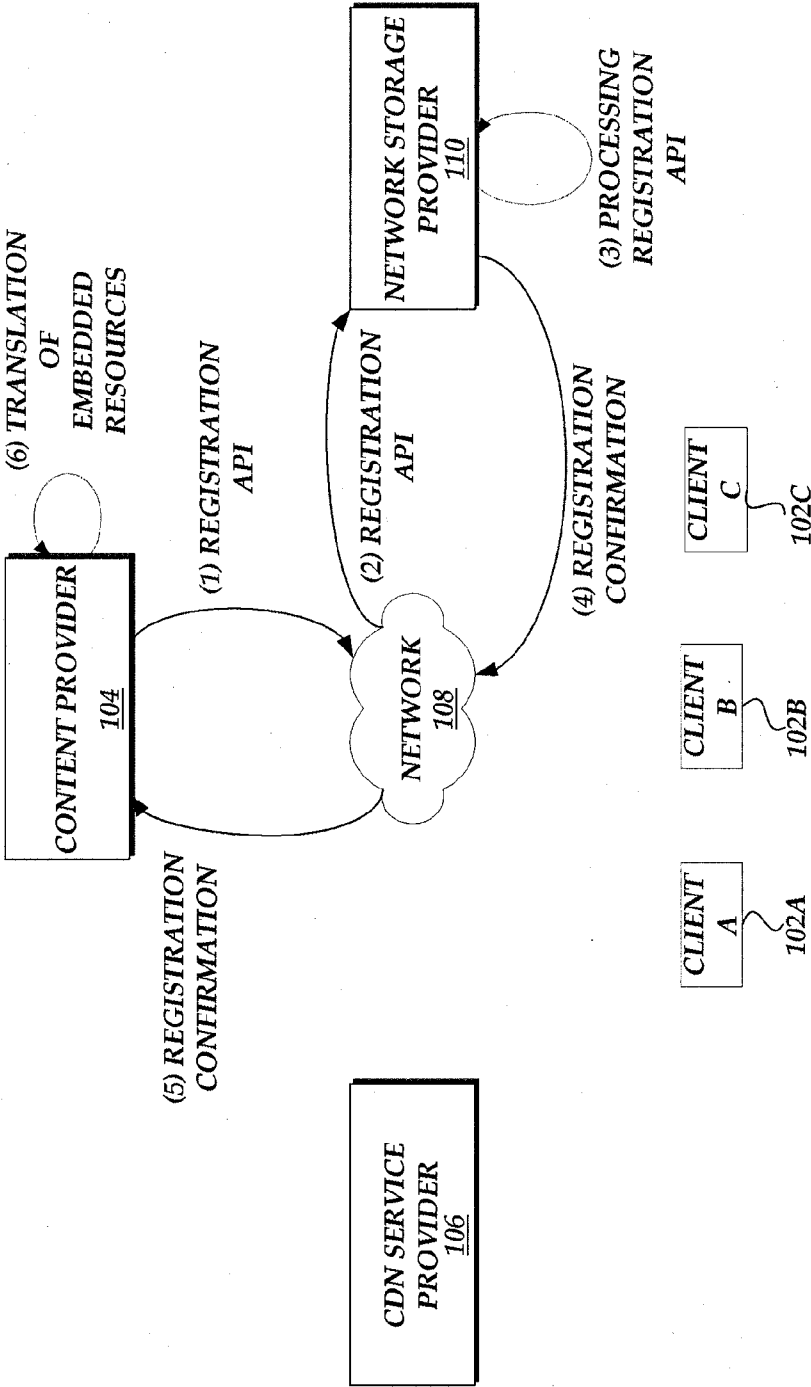 (6) TRANSLATION
OF
EMBEDDED
RESOURCES
CONTENT PROVIDER
104
(5) REGISTRATION
CONFIRMATION
(1) REGISTRATION
API
CDN SERVICE
PROVIDER
106
NETWORK
108
(2) REGISTRATION
API
NETWORK STORAGE
PROVIDER
110
(4) REGISTRATION
CONFIRMATION
(3) PROCESSING
REGISTRATION
API
CLIENT
A
102A
CLIENT
B
102B
CLIENT
C
102C